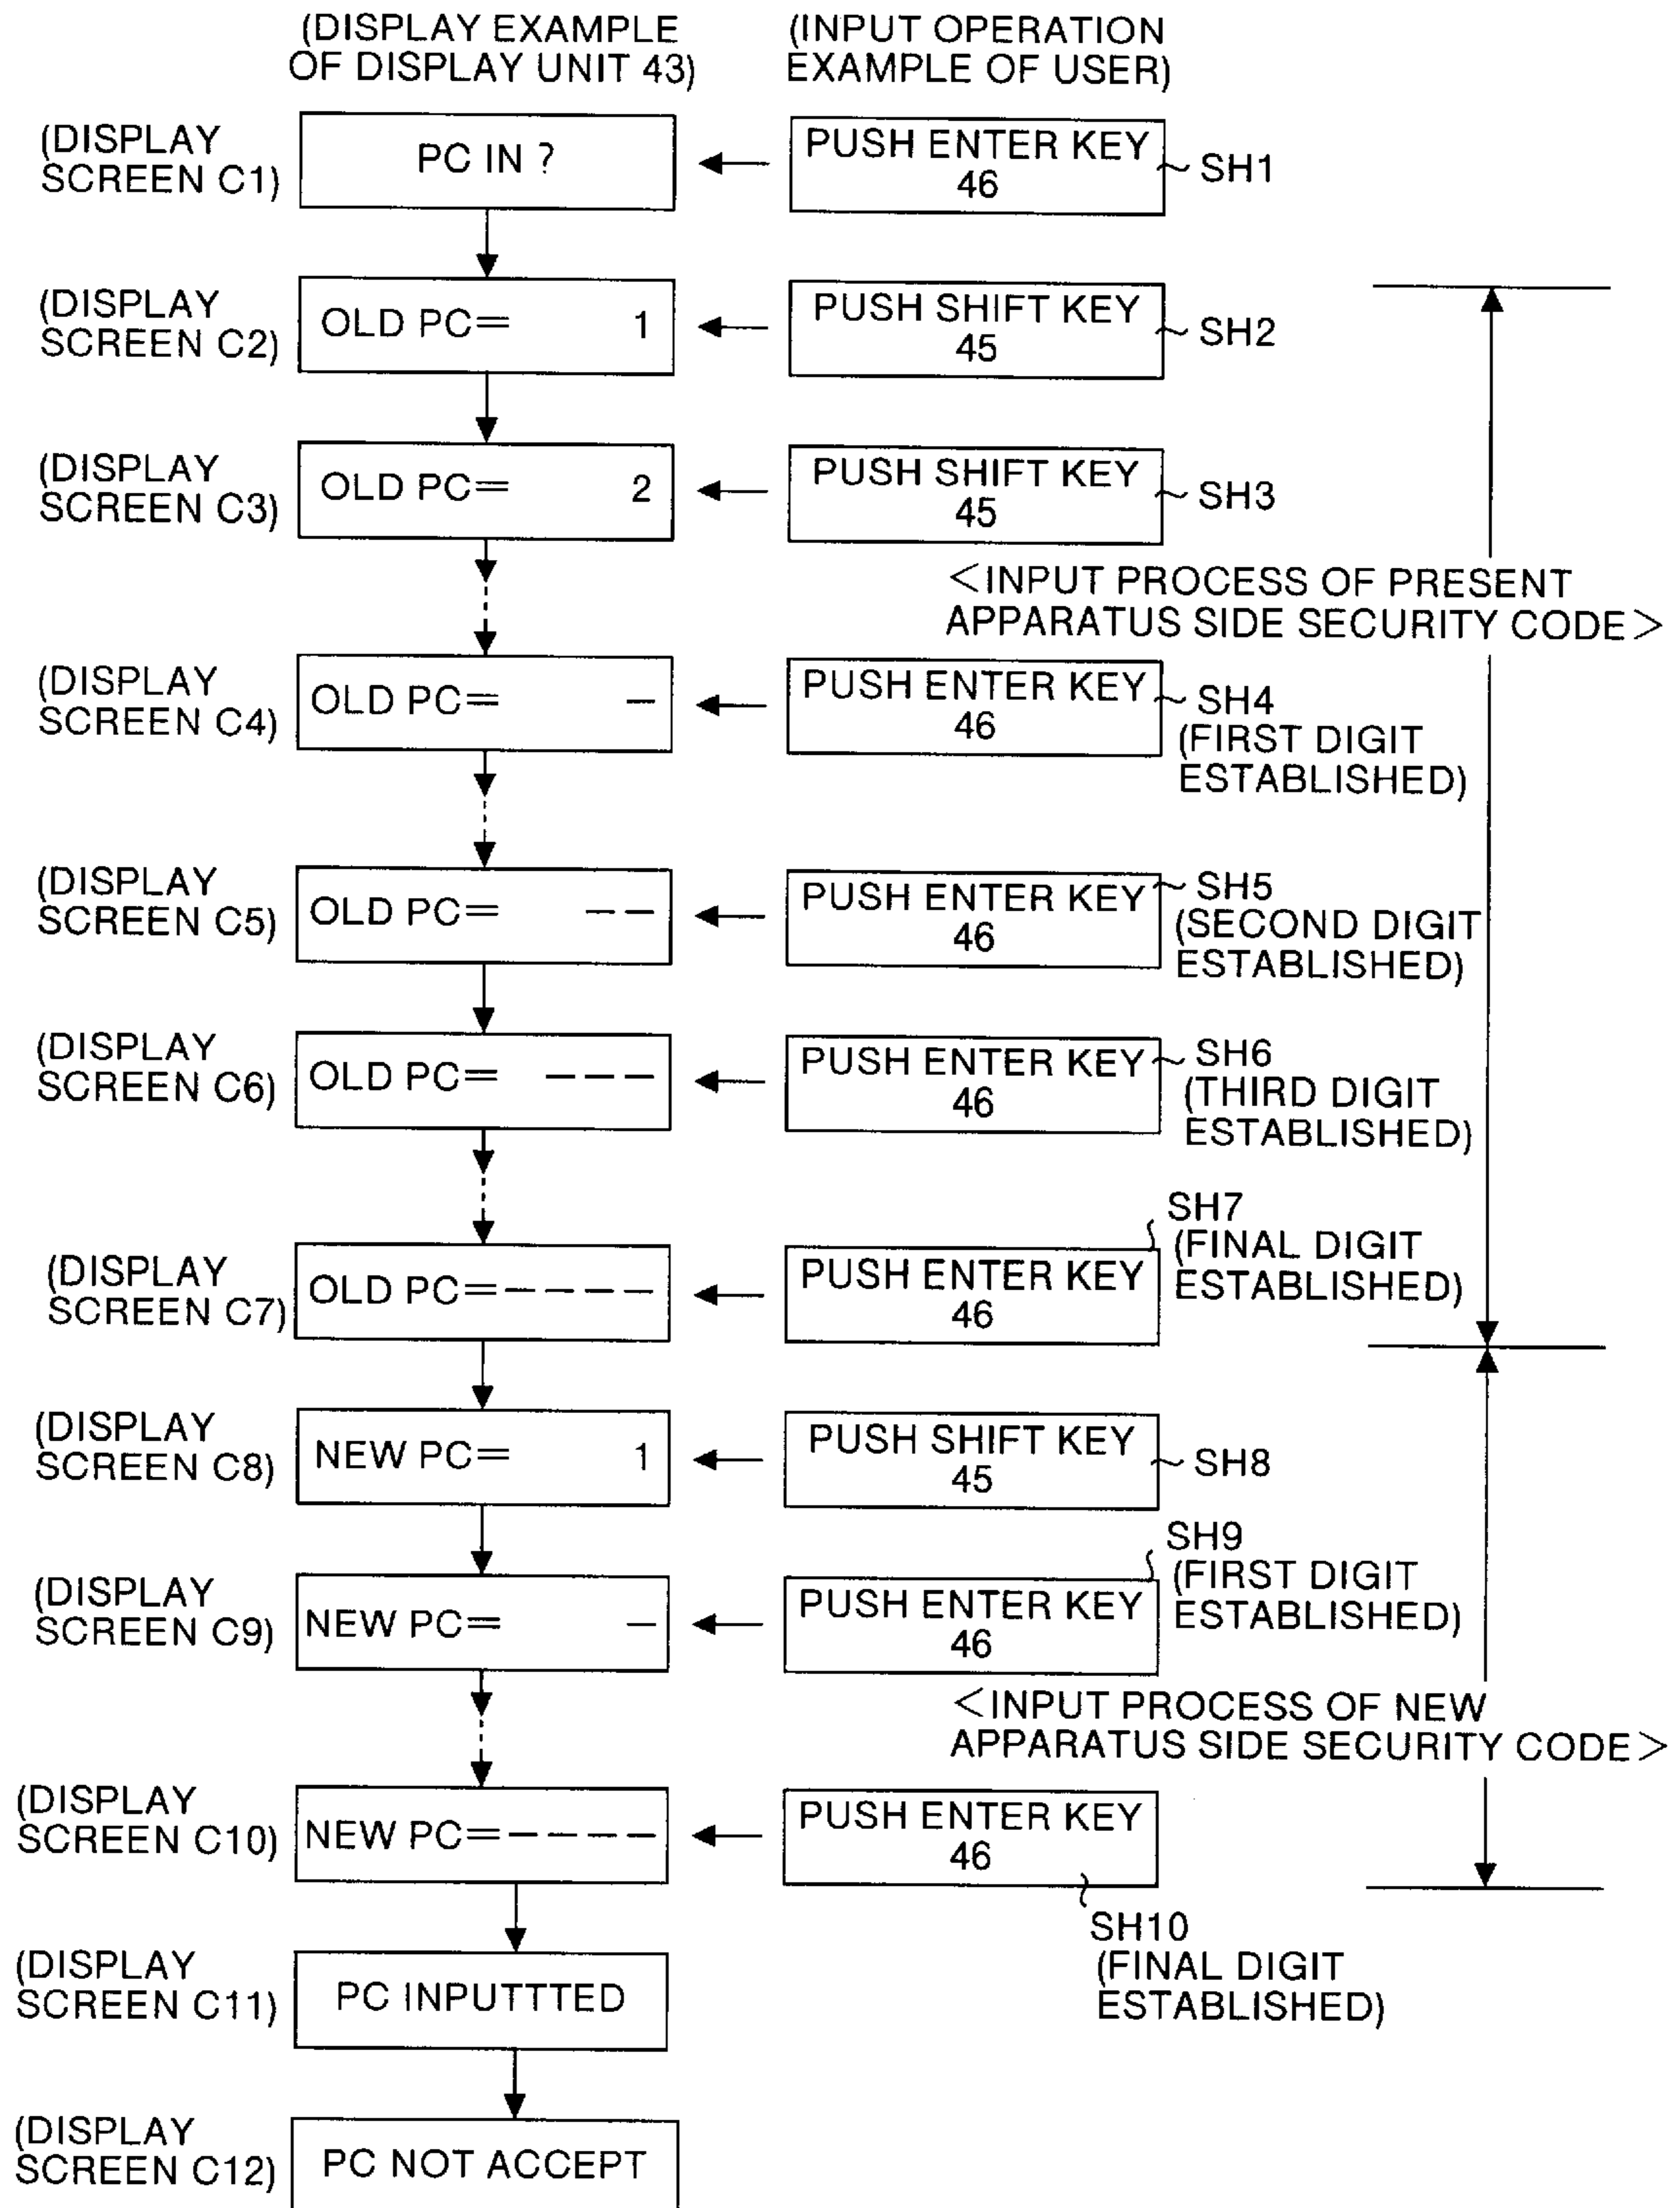 (DISPLAY EXAMPLE
OF DISPLAY UNIT 43)
(INPUT OPERATION
EXAMPLE OF USER)
(DISPLAY
SCREEN C1)
PC IN ?
PUSH ENTER KEY
46
SH1
(DISPLAY
SCREEN C2)
OLD PC= 1
PUSH SHIFT KEY
45
SH2
(DISPLAY
SCREEN C3)
OLD PC= 2
PUSH SHIFT KEY
45
SH3
<INPUT PROCESS OF PRESENT
APPARATUS SIDE SECURITY CODE>
(DISPLAY
SCREEN C4)
OLD PC= –
PUSH ENTER KEY
46
SH4
(FIRST DIGIT
ESTABLISHED)
(DISPLAY
SCREEN C5)
OLD PC= – –
PUSH ENTER KEY
46
SH5
(SECOND DIGIT
ESTABLISHED)
(DISPLAY
SCREEN C6)
OLD PC= – – –
PUSH ENTER KEY
46
SH6
(THIRD DIGIT
ESTABLISHED)
(DISPLAY
SCREEN C7)
OLD PC= – – – –
PUSH ENTER KEY
46
SH7
(FINAL DIGIT
ESTABLISHED)
(DISPLAY
SCREEN C8)
NEW PC= 1
PUSH SHIFT KEY
45
SH8
(DISPLAY
SCREEN C9)
NEW PC= –
PUSH ENTER KEY
46
SH9
(FIRST DIGIT
ESTABLISHED)
<INPUT PROCESS OF NEW
APPARATUS SIDE SECURITY CODE>
(DISPLAY
SCREEN C10)
NEW PC= – – – –
PUSH ENTER KEY
46
SH10
(FINAL DIGIT
ESTABLISHED)
(DISPLAY
SCREEN C11)
PC INPUTTTED
(DISPLAY
SCREEN C12)
PC NOT ACCEPT